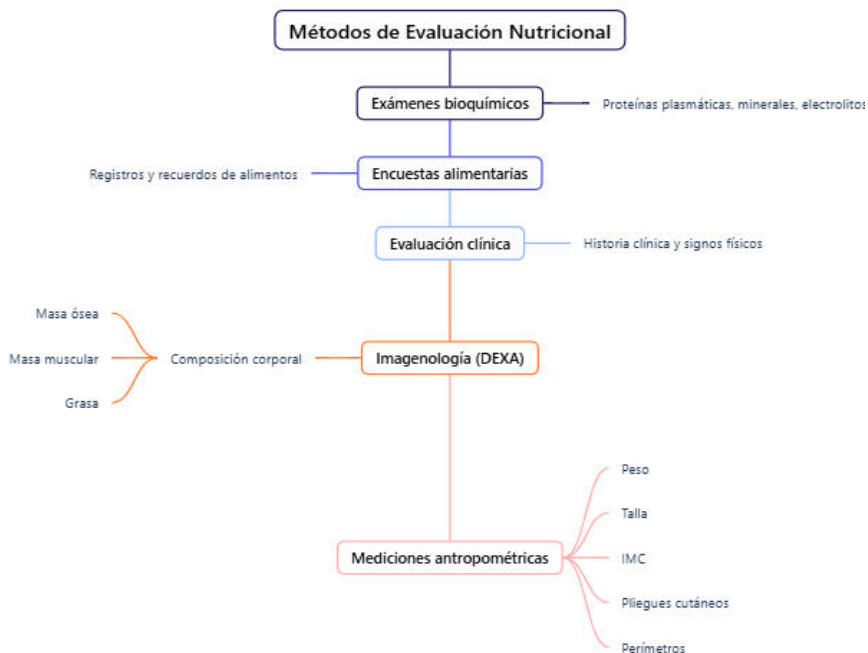 Métodos de Evaluación Nutricional
Exámenes bioquímicos
Proteínas plasmáticas, minerales, electrolitos
Registros y recuerdos de alimentos
Encuestas alimentarias
Evaluación clínica
Historia clínica y signos físicos
Masa ósea
Masa muscular
Grasa
Composición corporal
Imagenología (DEXA)
Mediciones antropométricas
Peso
Talla
IMC
Pliegues cutáneos
Perímetros